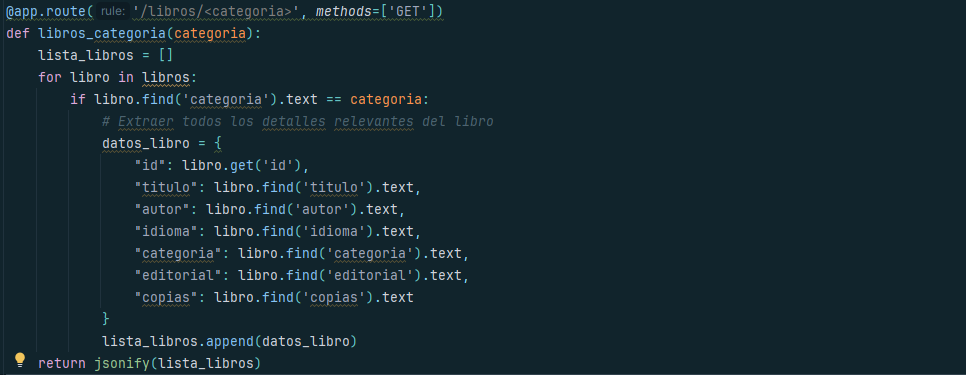 @app.route( rule: '/libros/<categoria>', methods=['GET'])
def libros_categoria(categoria):
    lista_libros = []
    for libro in libros:
        if libro.find('categoria').text == categoria:
            # Extraer todos los detalles relevantes del libro
            datos_libro = {
                "id": libro.get('id'),
                "titulo": libro.find('titulo').text,
                "autor": libro.find('autor').text,
                "idioma": libro.find('idioma').text,
                "categoria": libro.find('categoria').text,
                "editorial": libro.find('editorial').text,
                "copias": libro.find('copias').text
            }
            lista_libros.append(datos_libro)
    return jsonify(lista_libros)